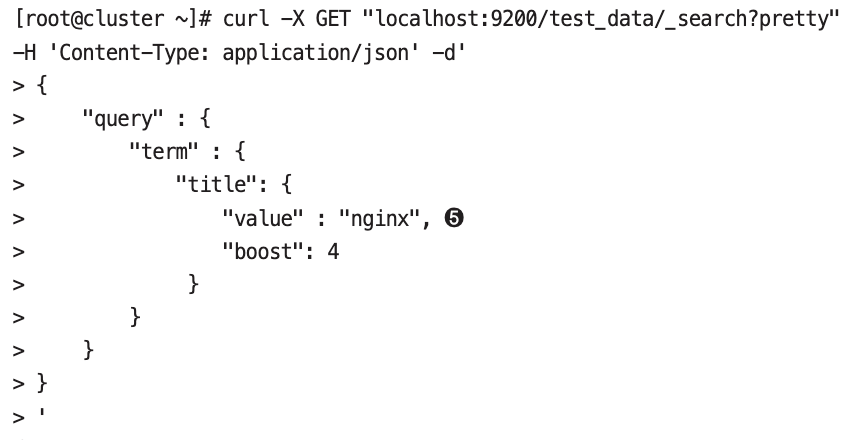 [root@cluster ~]# curl -X GET "localhost:9200/test_data/_search?pretty"
-H 'Content-Type: application/json' -d'
> {
>     "query" : {
>         "term" : {
>             "title": {
>                 "value" : "nginx", ❺
>                 "boost": 4
>              }
>         }
>     }
> }
> '